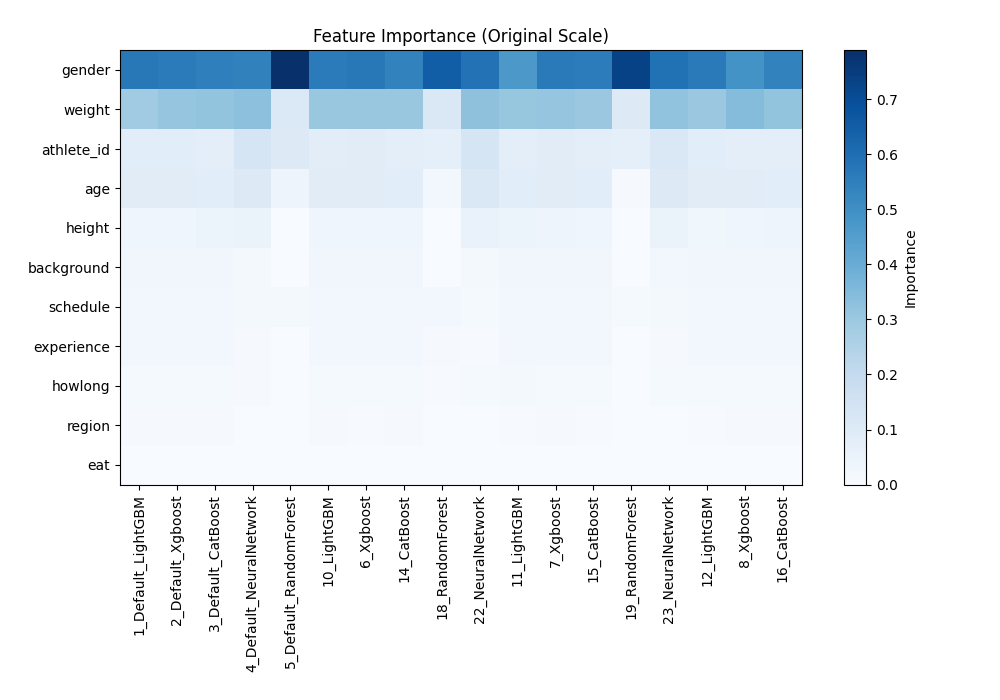 Feature Importance (Original Scale)
gender
weight
athlete_id
age
height
background
schedule
experience
howlong
region
eat
1_Default_LightGBM
2_Default_Xgboost
3_Default_CatBoost
4_Default_NeuralNetwork
5_Default_RandomForest
10_LightGBM
6_Xgboost
14_CatBoost
18_RandomForest
22_NeuralNetwork
11_LightGBM
7_Xgboost
15_CatBoost
19_RandomForest
23_NeuralNetwork
12_LightGBM
8_Xgboost
16_CatBoost
0.7
0.6
0.5
0.4
0.3
0.2
0.1
0.0
Importance